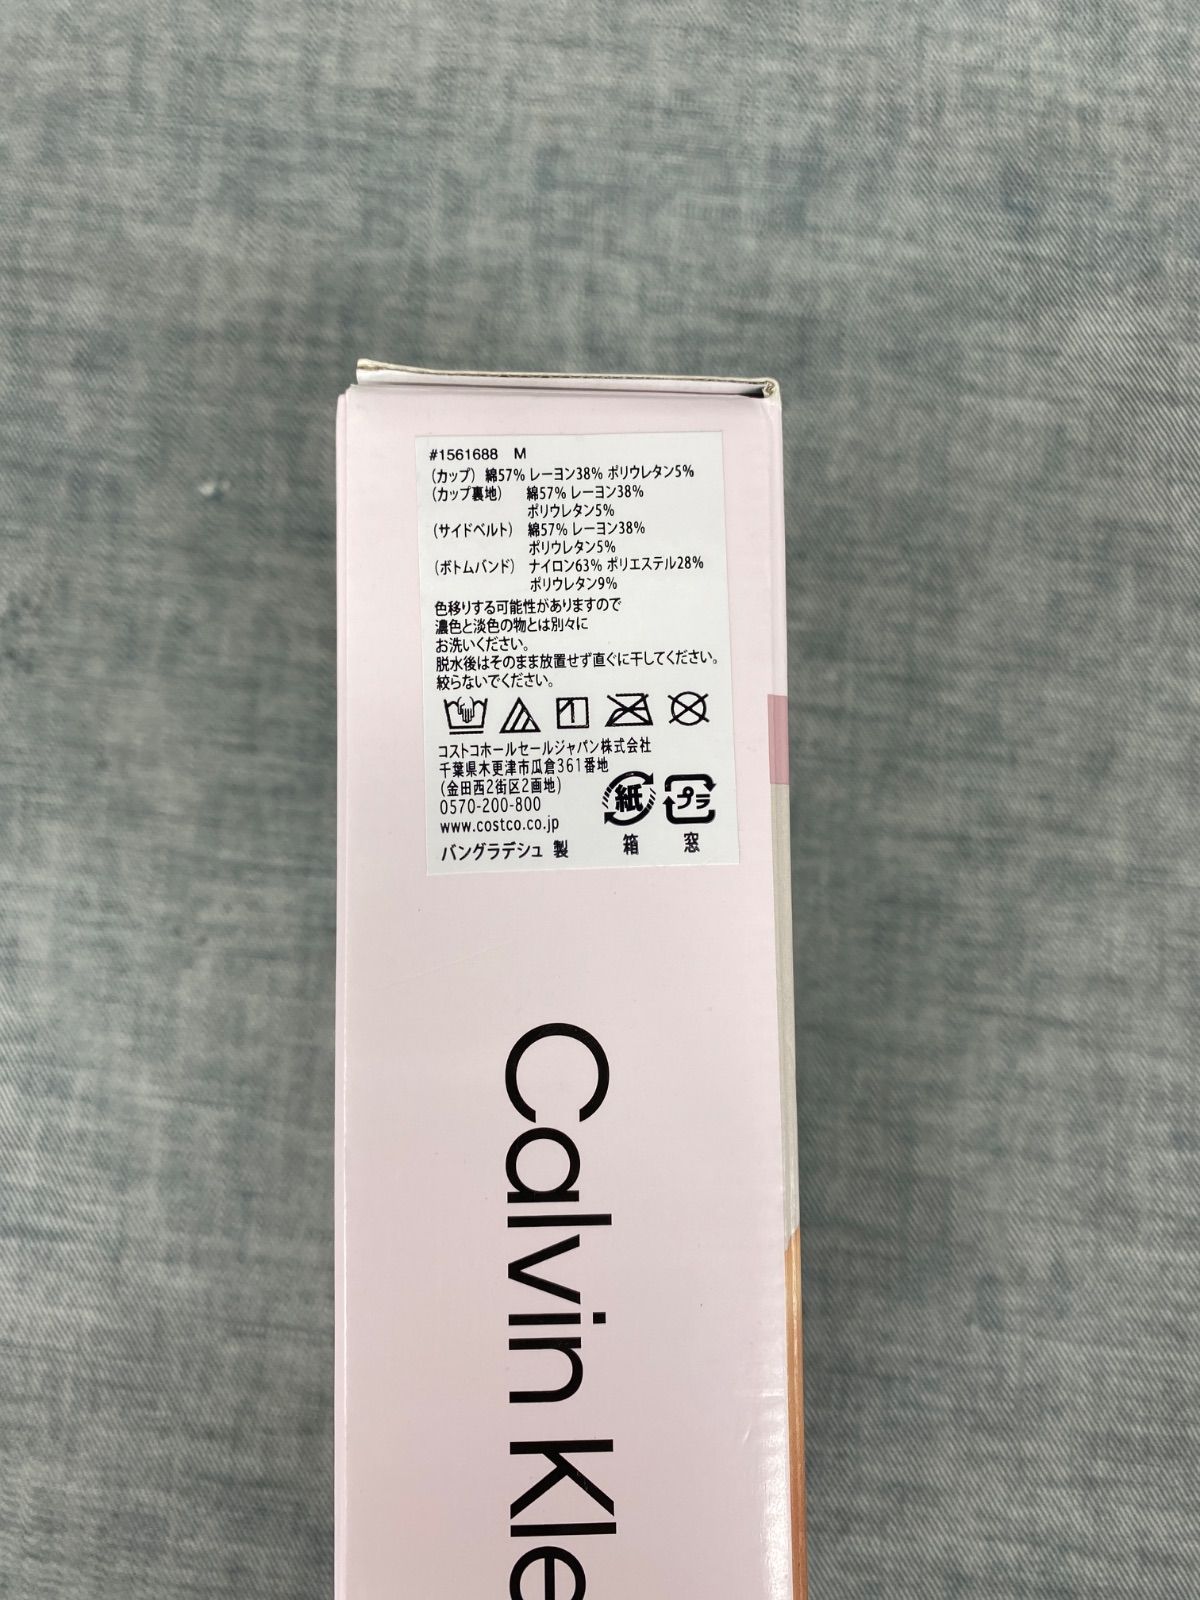 #1561688 M
(カップ) 綿57% レーヨン38% ポリウレタン5%
(カップ裏地) 綿57% レーヨン38%
ポリウレタン5%
(サイドベルト) 綿57% レーヨン38%
ポリウレタン5%
(ボトムバンド) ナイロン63% ポリエステル28%
ポリウレタン9%
色移りする可能性がありますので
濃色と淡色の物とは別々に
お洗いください。
脱水後はそのまま放置せず直ぐに干してください。
絞らないでください。
コストコホールセールジャパン株式会社
千葉県木更津市瓜倉361番地
(金田西2街区2画地)
0570-200-800
www.costco.co.jp
バングラデシュ 製
紙 プラ
箱 窓
Calvin Kle